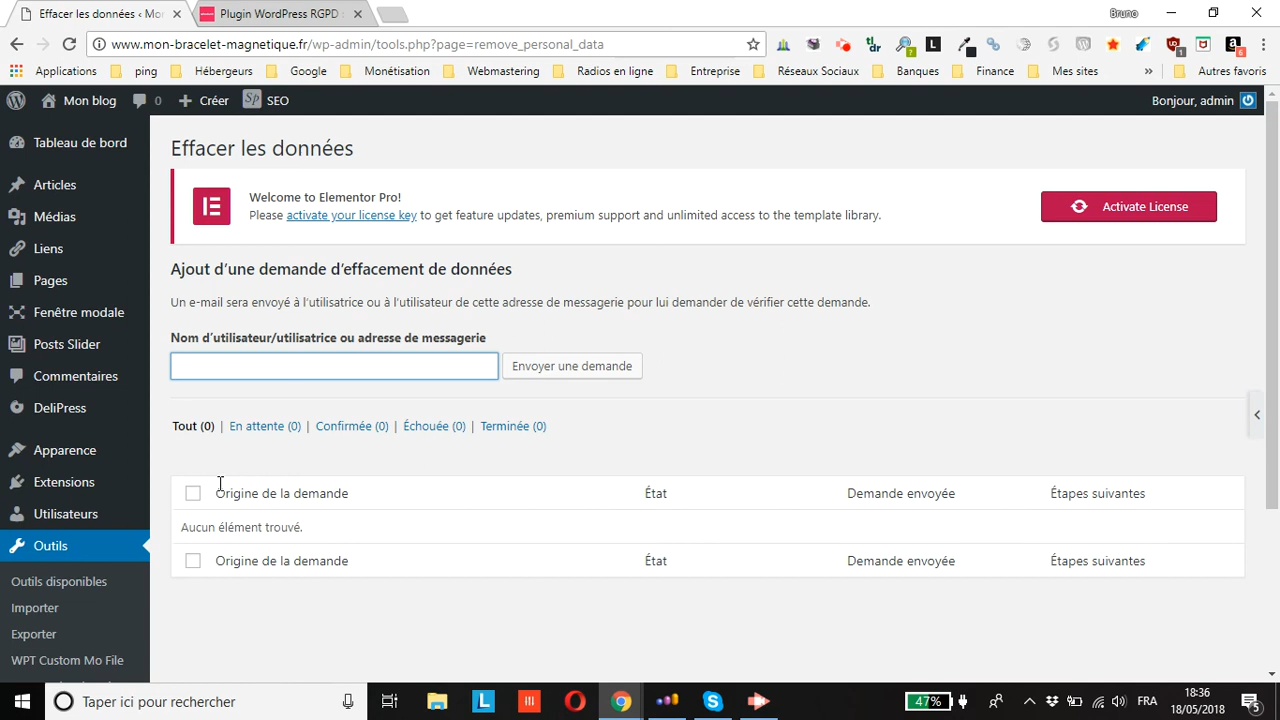 Effacer les données ‹ Mon
Plugin WordPress RGPD
Bruno
www.mon-bracelet-magnetique.fr/wp-admin/tools.php?page=remove_personal_data
tl;dr
Applications
ping
Hébergeurs
Google
Monétisation
Webmastering
Radios en ligne
Entreprise
Réseaux Sociaux
Banques
Finance
Mes sites
»
Autres favoris
Mon blog
0
Créer
SEO
Bonjour, admin
Tableau de bord
Articles
Médias
Liens
Pages
Fenêtre modale
Posts Slider
Commentaires
DeliPress
Apparence
Extensions
Utilisateurs
Outils
Outils disponibles
Importer
Exporter
WPT Custom Mo File
Effacer les données
Welcome to Elementor Pro!
Please activate your license key to get feature updates, premium support and unlimited access to the template library.
Activate License
Ajout d’une demande d’effacement de données
Un e-mail sera envoyé à l’utilisatrice ou à l’utilisateur de cette adresse de messagerie pour lui demander de vérifier cette demande.
Nom d’utilisateur/utilisatrice ou adresse de messagerie
Envoyer une demande
Tout (0) | En attente (0) | Confirmée (0) | Échouée (0) | Terminée (0)
Origine de la demande État Demande envoyée Étapes suivantes
Aucun élément trouvé.
Origine de la demande État Demande envoyée Étapes suivantes
Taper ici pour rechercher
47%
FRA
18:36
18/05/2018
5